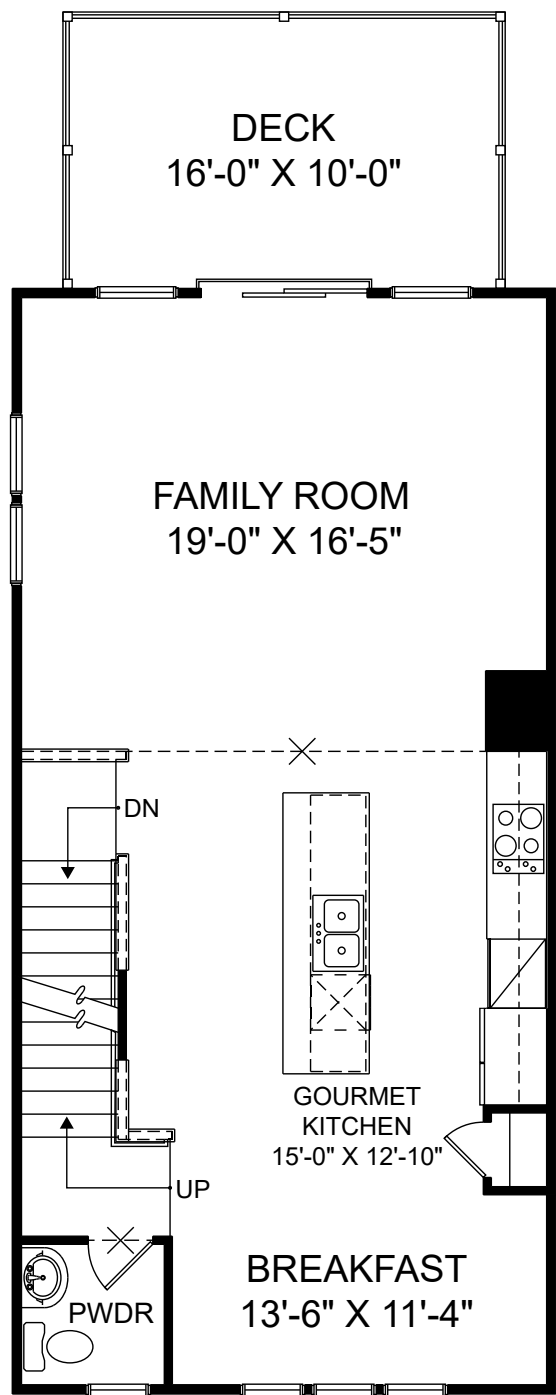 DECK
16'-0" X 10'-0"
FAMILY ROOM
19'-0" X 16'-5"
DN
GOURMET
KITCHEN
15'-0" X 12'-10"
UP
BREAKFAST
13'-6" X 11'-4"
PWDR